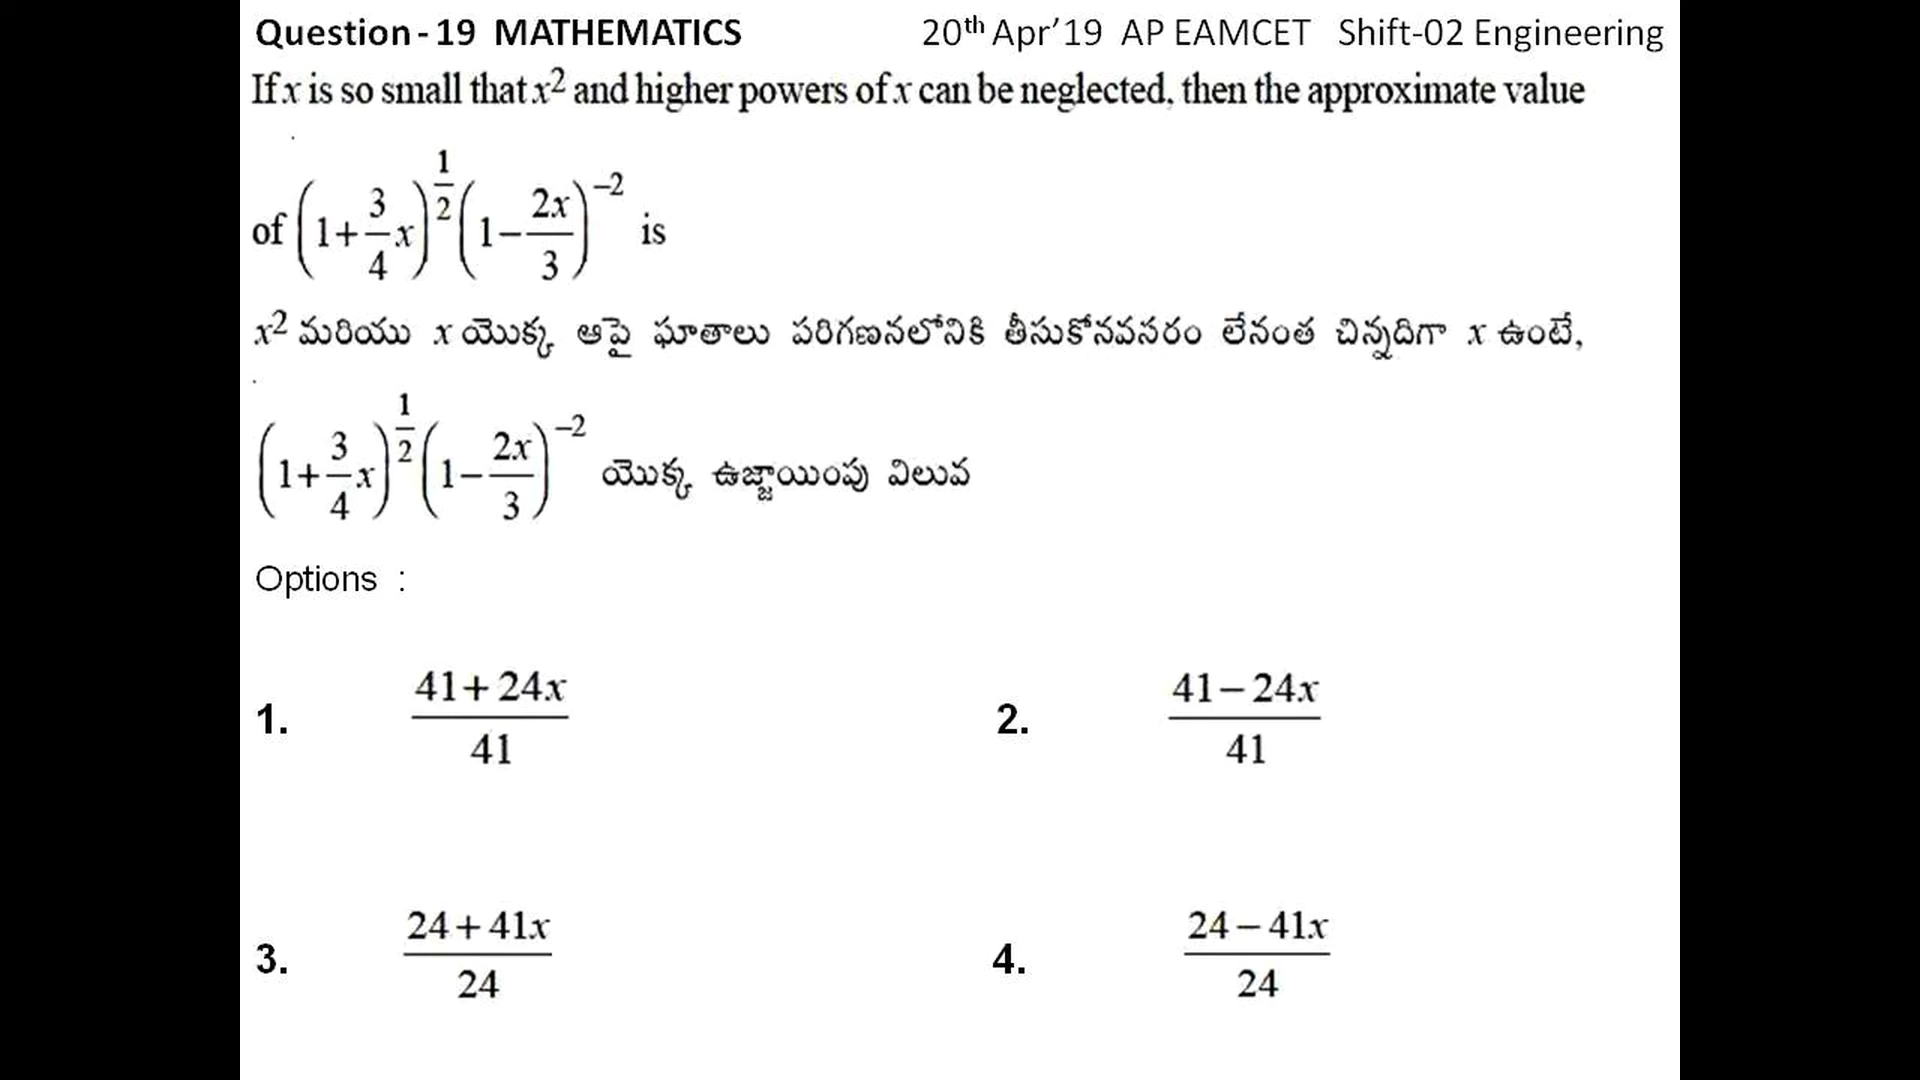 Question - 19 MATHEMATICS 20th Apr'19 AP EAMCET Shift-02 Engineering
If x is so small that x² and higher powers of x can be neglected, then the approximate value
of (1+3/4x)^(1/2) (1−2x/3)^−2 is
x² మరియు x యొక్క ఆపై ఘాతాలు పరిగణనలోనికి తీసుకోనవసరం లేనంత చిన్నదిగా x ఉంటే,
(1+3/4x)^(1/2) (1−2x/3)^−2 యొక్క ఉజ్జాయింపు విలువ
Options :
1. (41+24x)/41 2. (41−24x)/41
3. (24+41x)/24 4. (24−41x)/24